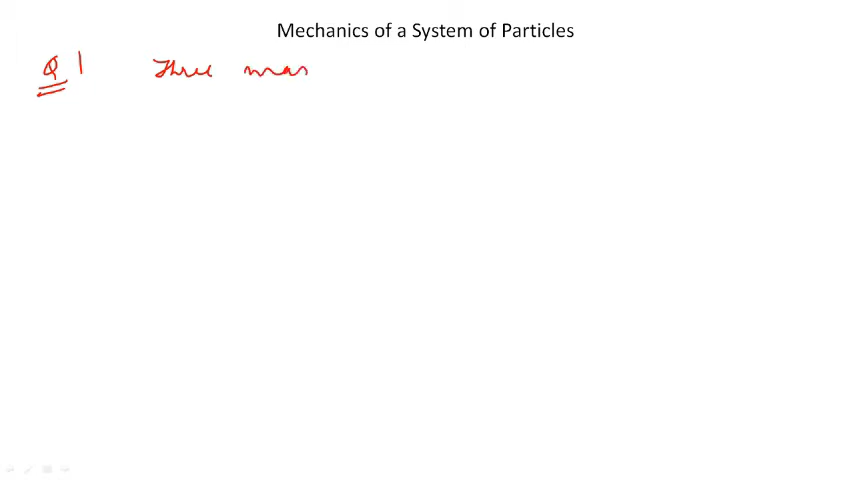 Mechanics of a System of Particles
Q 1 Three mas